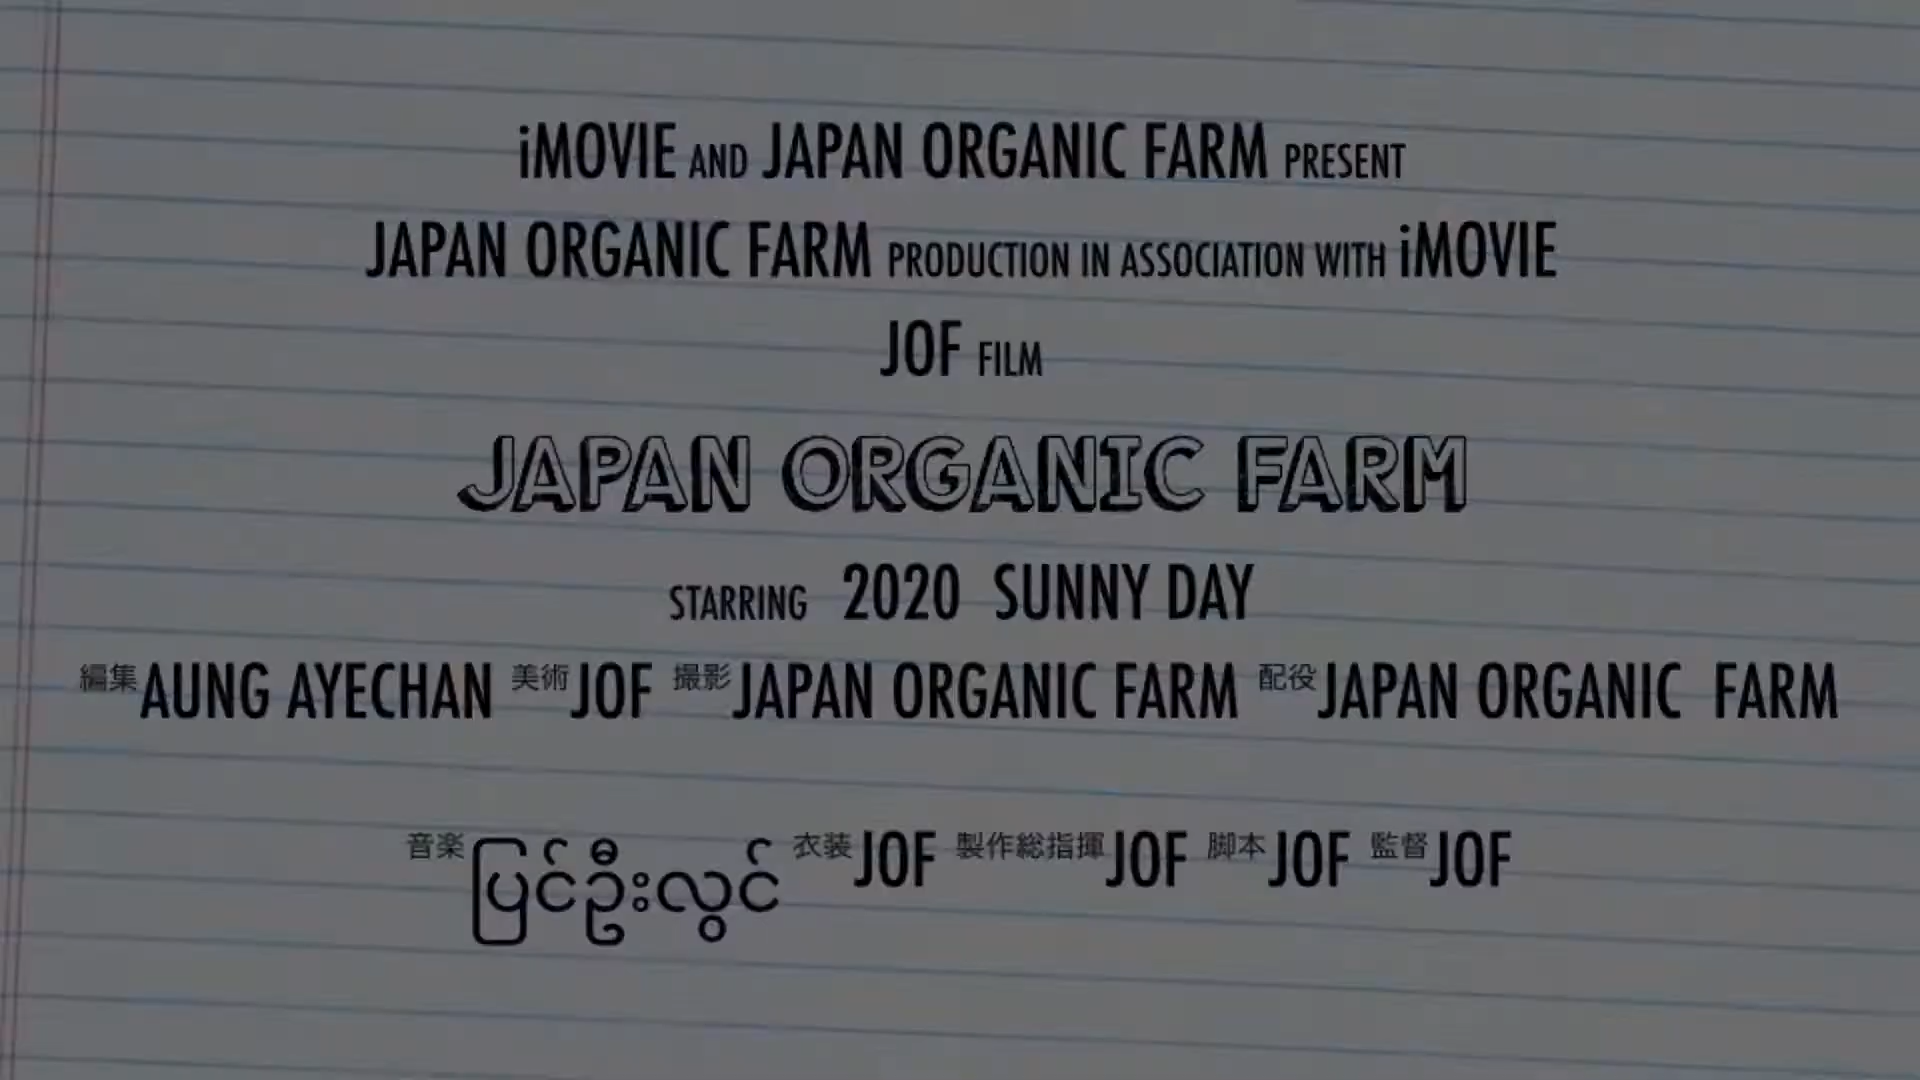 iMOVIE AND JAPAN ORGANIC FARM PRESENT
JAPAN ORGANIC FARM PRODUCTION IN ASSOCIATION WITH iMOVIE
JOF FILM
JAPAN ORGANIC FARM
STARRING 2020 SUNNY DAY
編集 AUNG AYECHAN 美術 JOF 撮影 JAPAN ORGANIC FARM 配役 JAPAN ORGANIC FARM
音楽 ပြင်ဦးလွင် 衣装 JOF 製作総指揮 JOF 脚本 JOF 監督 JOF